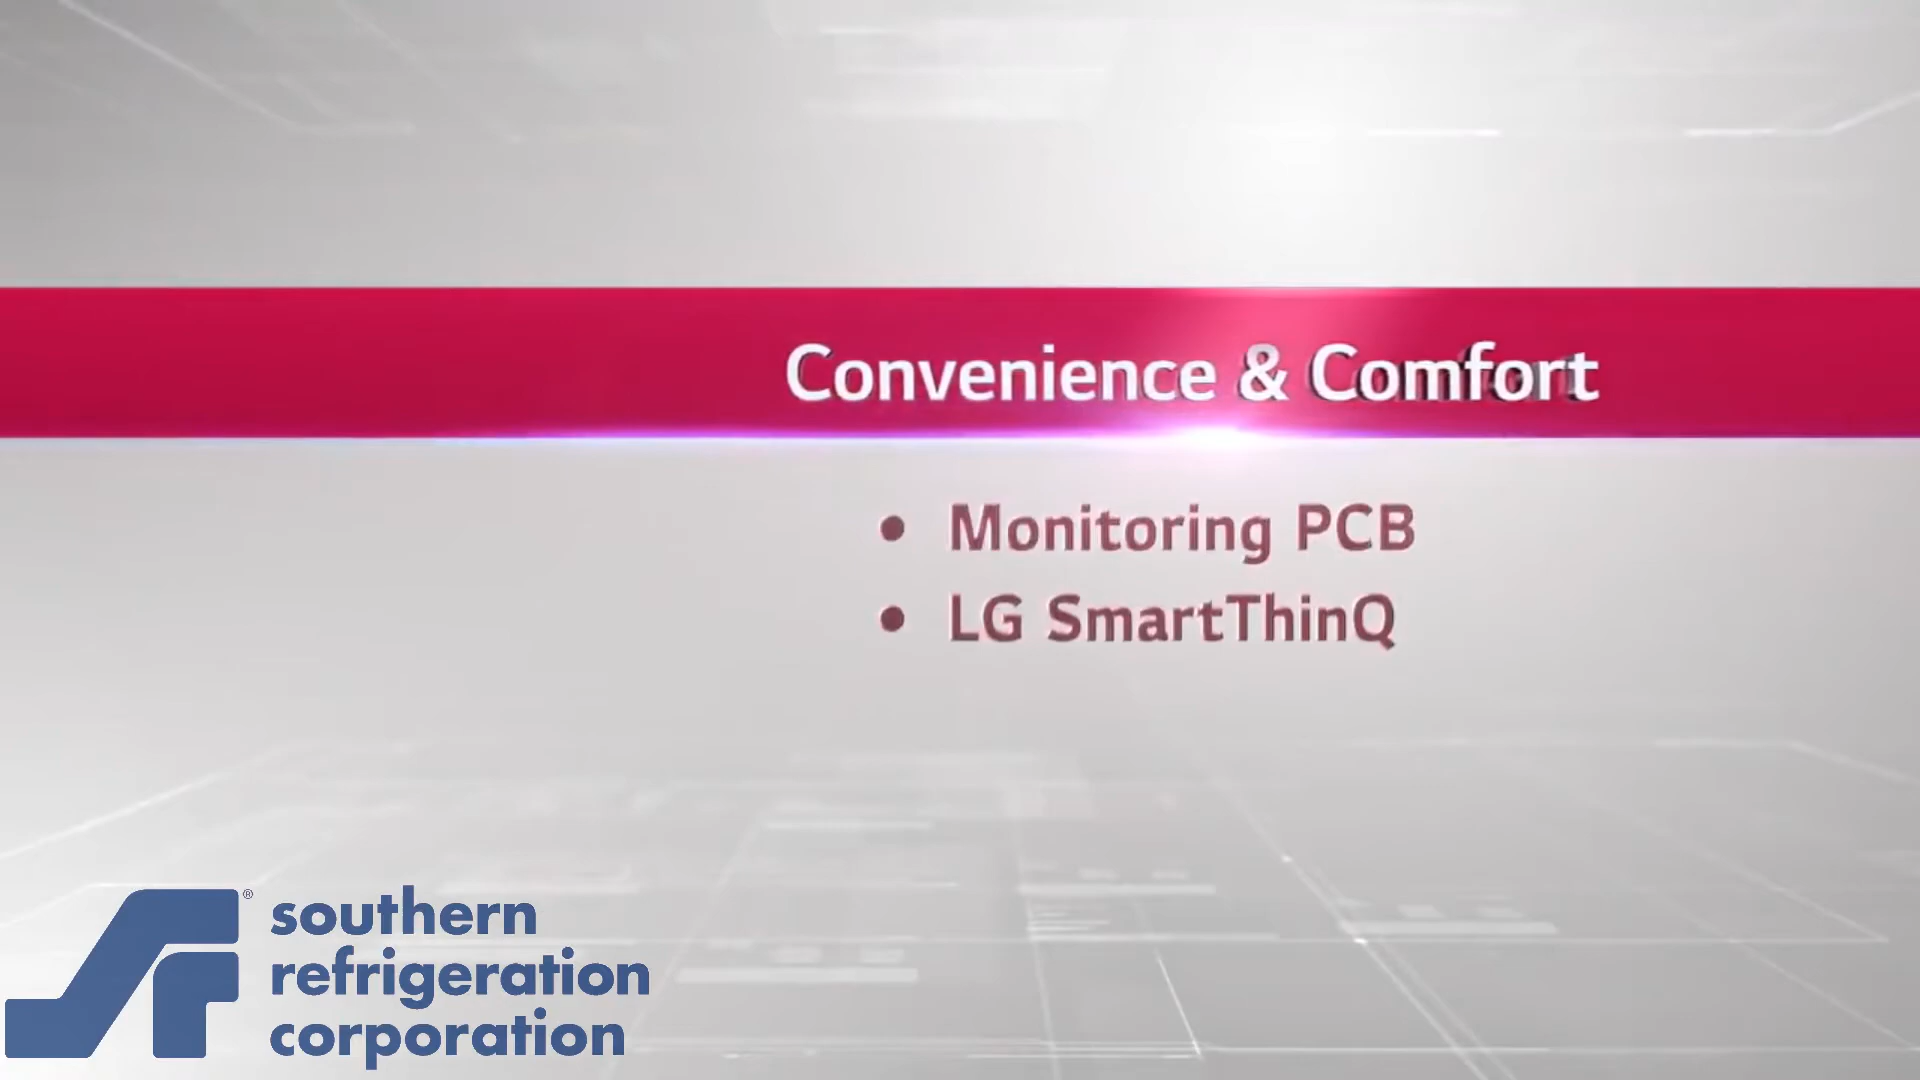 Convenience & Comfort
• Monitoring PCB
• LG SmartThinQ
®
southern
refrigeration
corporation